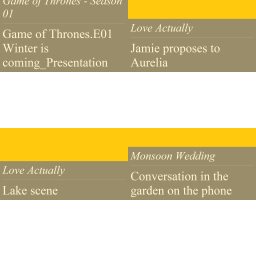 Game of Thrones - Season
01
Game of Thrones.E01
Winter is
coming_Presentation
Love Actually
Jamie proposes to
Aurelia
Love Actually
Lake scene
Monsoon Wedding
Conversation in the
garden on the phone